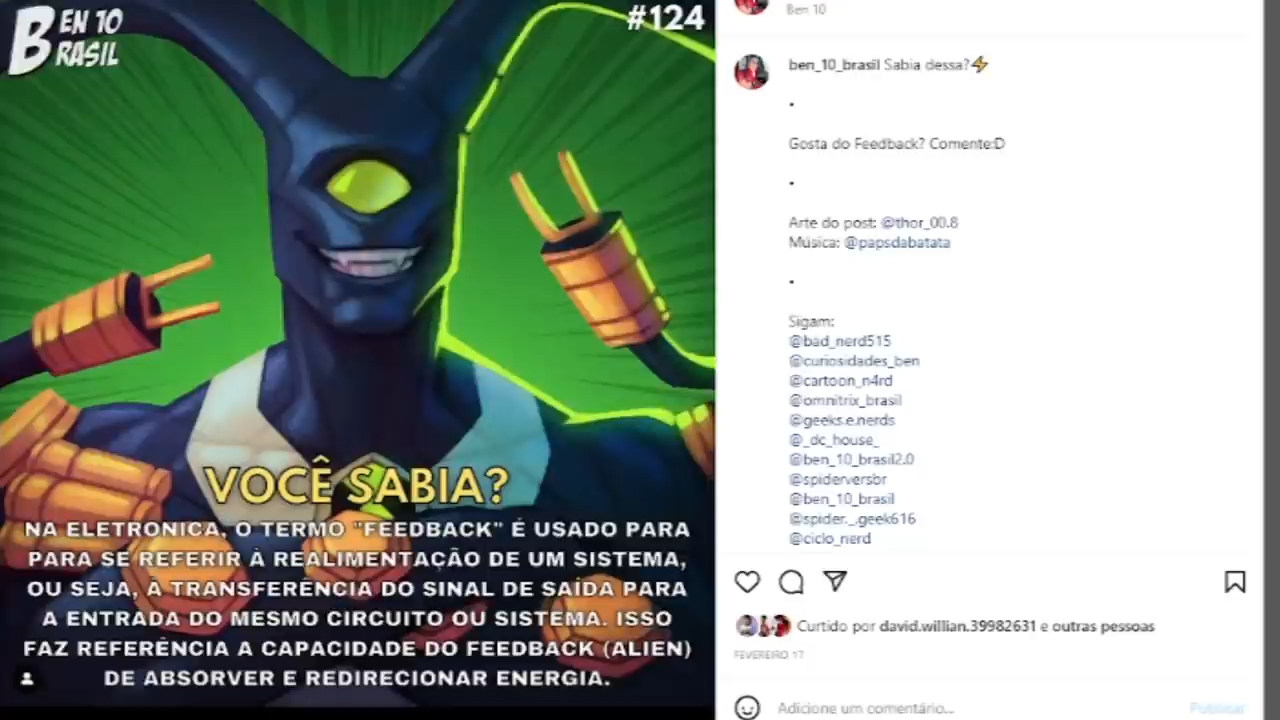 BEN 10
BRASIL
#124
VOCÊ SABIA?
NA ELETRONICA, O TERMO "FEEDBACK" É USADO PARA
PARA SE REFERIR À REALIMENTAÇÃO DE UM SISTEMA,
OU SEJA, À TRANSFERÊNCIA DO SINAL DE SAÍDA PARA
A ENTRADA DO MESMO CIRCUITO OU SISTEMA. ISSO
FAZ REFERÊNCIA A CAPACIDADE DO FEEDBACK (ALIEN)
DE ABSORVER E REDIRECIONAR ENERGIA.
Ben 10
ben_10_brasil Sabia dessa?⚡
.
Gosta do Feedback? Comente:D
.
Arte do post: @thor_00.8
Música: @papsdabatata
.
Sigam:
@bad_nerd515
@curiosidades_ben
@cartoon_n4rd
@omnitrix_brasil
@geeks.e.nerds
@_dc_house_
@ben_10_brasil2.0
@spiderversbr
@ben_10_brasil
@spider._.geek616
@ciclo_nerd
Curtido por david.willian.39982631 e outras pessoas
FEVEREIRO 17
Adicione um comentário...
Publicar